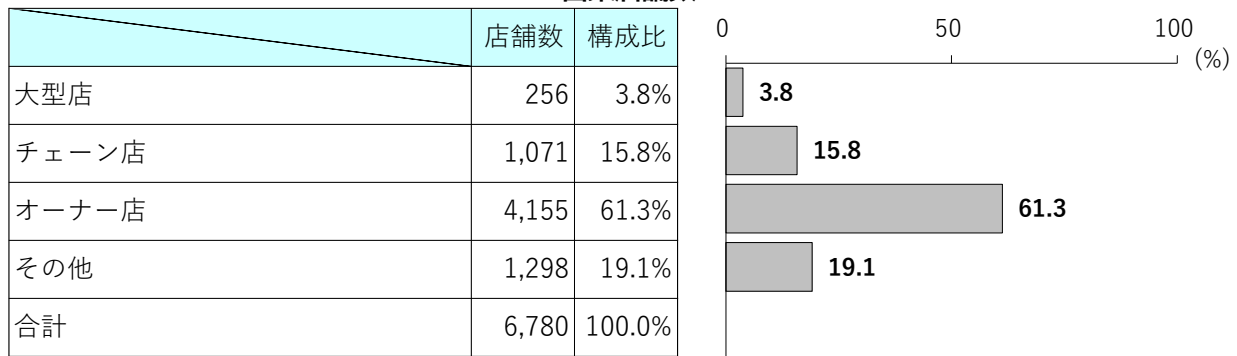 店舗数 構成比
大型店 256 3.8%
チェーン店 1,071 15.8%
オーナー店 4,155 61.3%
その他 1,298 19.1%
合計 6,780 100.0%
0 50 100
(%)
3.8
15.8
61.3
19.1